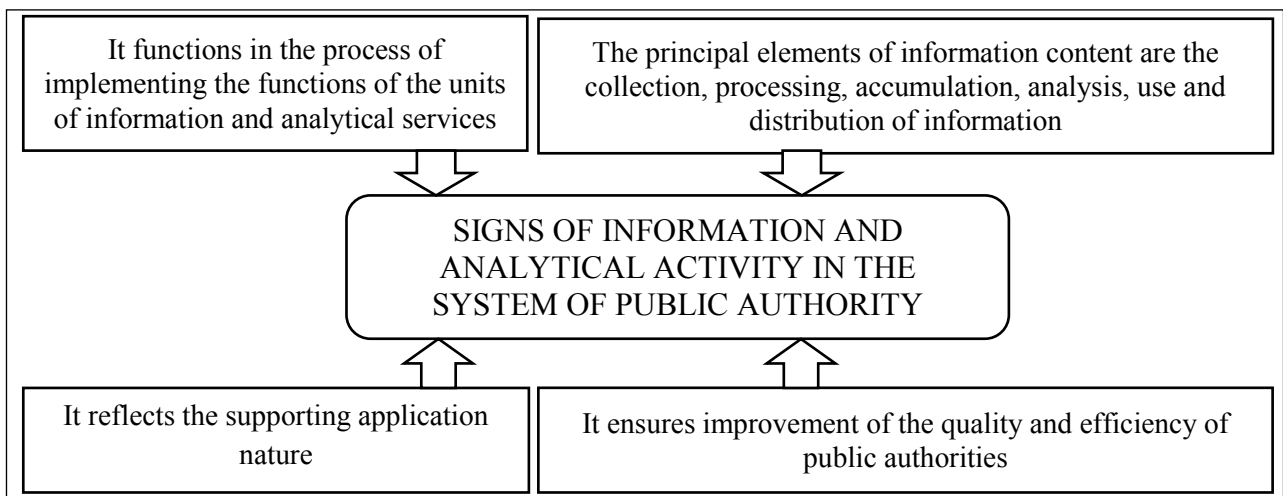 It functions in the process of
implementing the functions of the units
of information and analytical services
The principal elements of information content are the
collection, processing, accumulation, analysis, use and
distribution of information
SIGNS OF INFORMATION AND
ANALYTICAL ACTIVITY IN THE
SYSTEM OF PUBLIC AUTHORITY
It reflects the supporting application
nature
It ensures improvement of the quality and efficiency of
public authorities